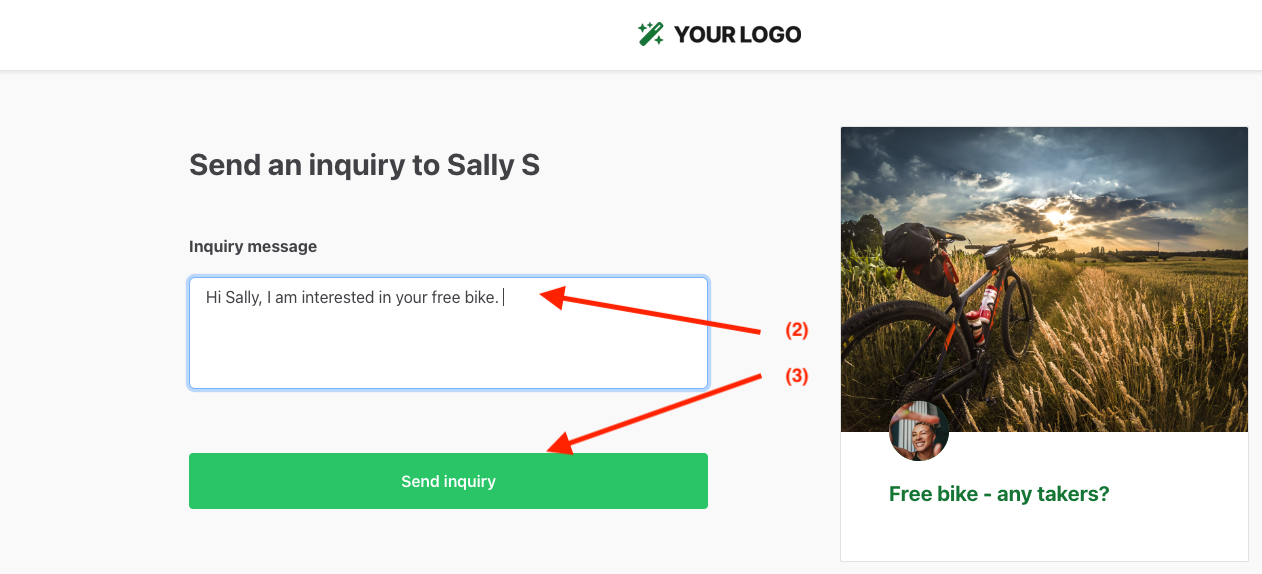 YOUR LOGO
Send an inquiry to Sally S
Inquiry message
Hi Sally, I am interested in your free bike.
(2)
(3)
Send inquiry
Free bike - any takers?